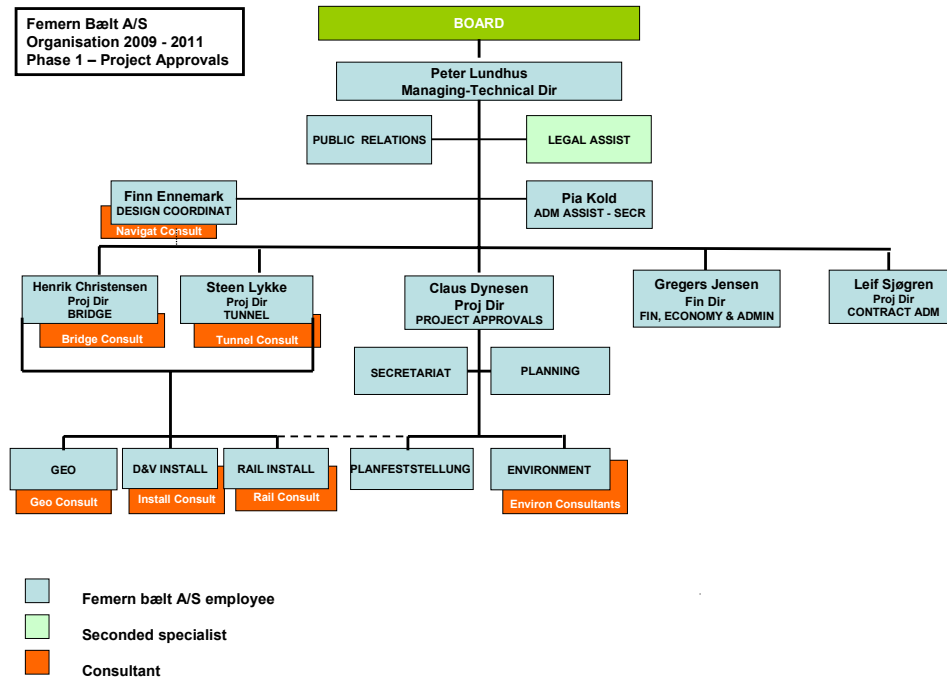 Femern Bælt A/S
Organisation 2009 - 2011
Phase 1 – Project Approvals
BOARD
Peter Lundhus
Managing-Technical Dir
PUBLIC RELATIONS
LEGAL ASSIST
Finn Ennemark
DESIGN COORDINAT
Navigat Consult
Pia Kold
ADM ASSIST - SECR
Henrik Christensen
Proj Dir
BRIDGE
Bridge Consult
Steen Lykke
Proj Dir
TUNNEL
Tunnel Consult
Claus Dynesen
Proj Dir
PROJECT APPROVALS
Gregers Jensen
Fin Dir
FIN, ECONOMY & ADMIN
Leif Sjøgren
Proj Dir
CONTRACT ADM
SECRETARIAT
PLANNING
GEO
Geo Consult
D&V INSTALL
Install Consult
RAIL INSTALL
Rail Consult
PLANFESTSTELLUNG
ENVIRONMENT
Environ Consultants
Femern bælt A/S employee
Seconded specialist
Consultant